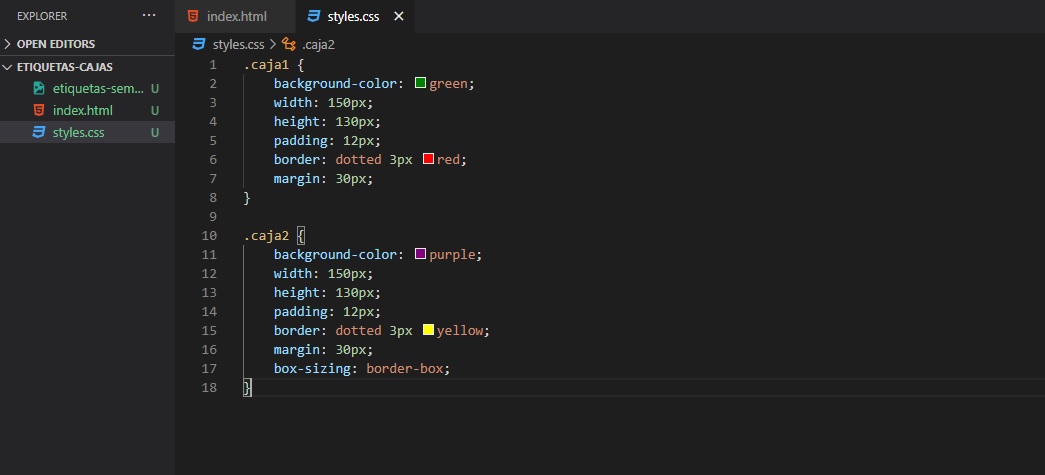 EXPLORER ...
OPEN EDITORS
ETIQUETAS-CAJAS
etiquetas-sem... U
index.html U
styles.css U
index.html styles.css
styles.css > .caja2
1 .caja1 {
2 background-color: green;
3 width: 150px;
4 height: 130px;
5 padding: 12px;
6 border: dotted 3px red;
7 margin: 30px;
8 }
9
10 .caja2 {
11 background-color: purple;
12 width: 150px;
13 height: 130px;
14 padding: 12px;
15 border: dotted 3px yellow;
16 margin: 30px;
17 box-sizing: border-box;
18 }